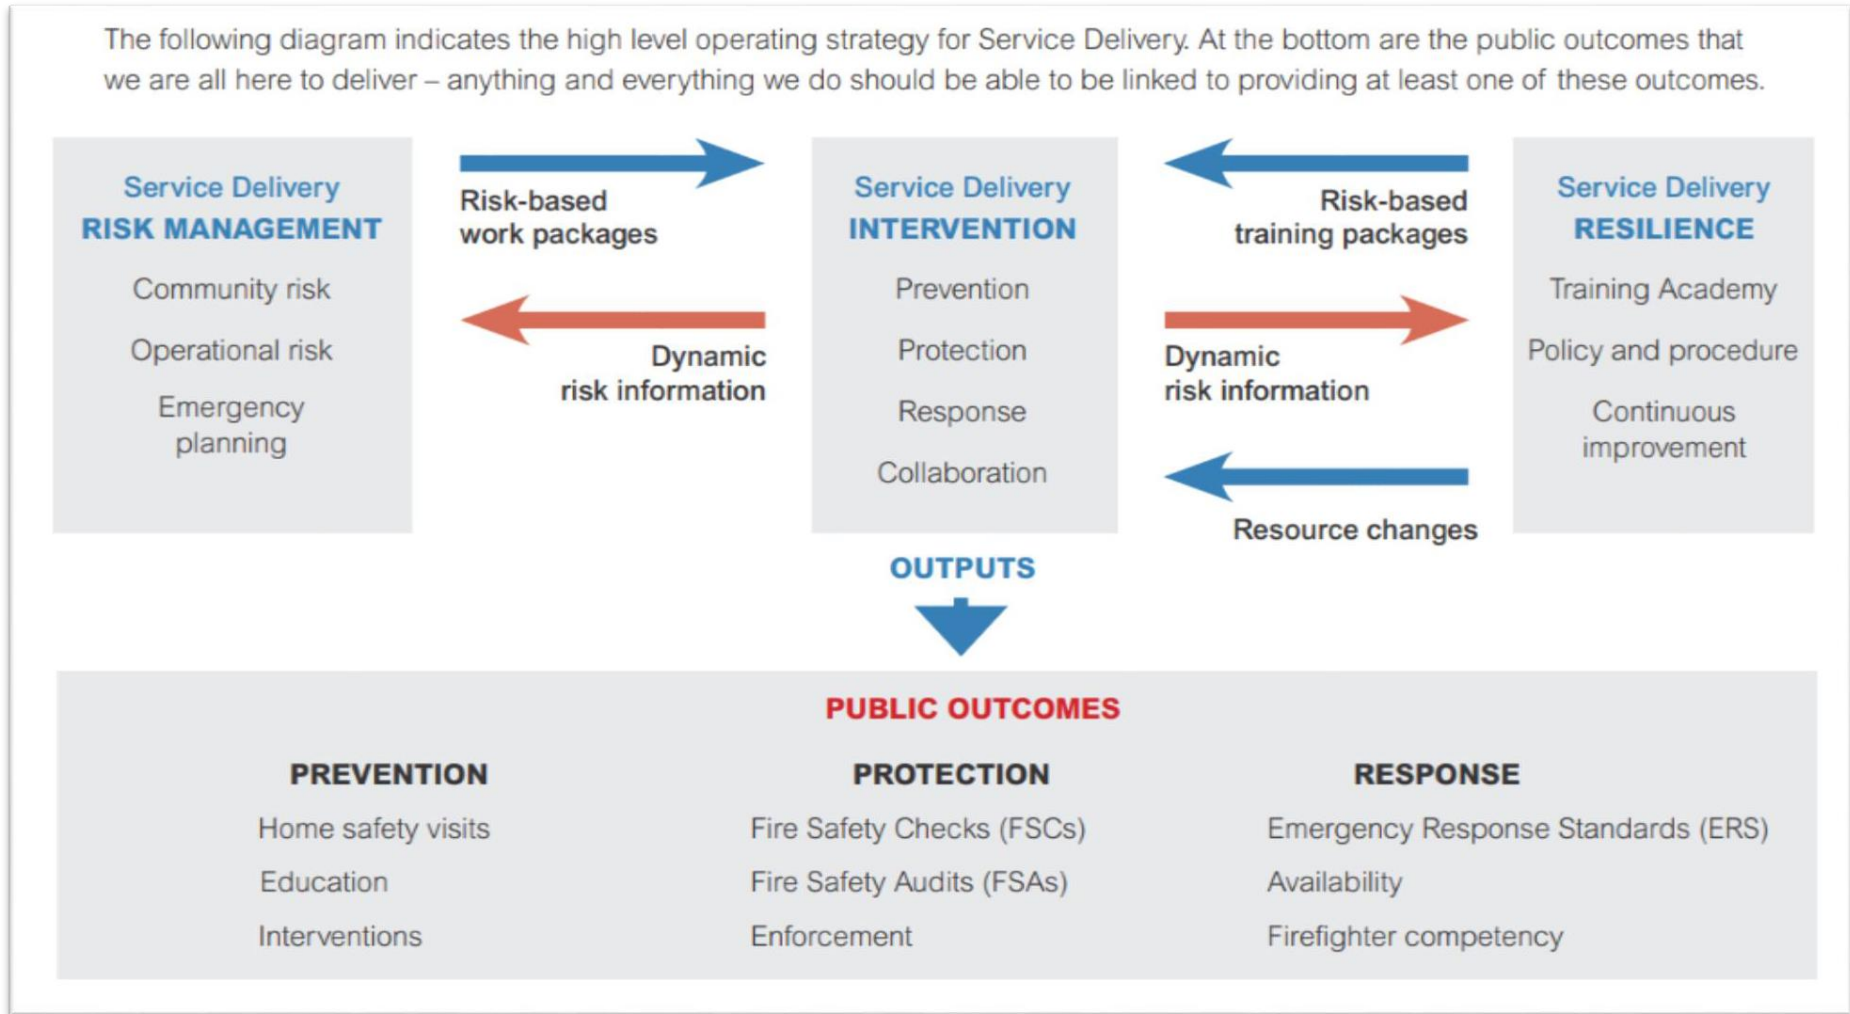 The following diagram indicates the high level operating strategy for Service Delivery. At the bottom are the public outcomes that
we are all here to deliver – anything and everything we do should be able to be linked to providing at least one of these outcomes.
Service Delivery
RISK MANAGEMENT
Community risk
Operational risk
Emergency
planning
Risk-based
work packages
Dynamic
risk information
Service Delivery
INTERVENTION
Prevention
Protection
Response
Collaboration
Risk-based
training packages
Dynamic
risk information
Resource changes
Service Delivery
RESILIENCE
Training Academy
Policy and procedure
Continuous
improvement
OUTPUTS
PUBLIC OUTCOMES
PREVENTION
Home safety visits
Education
Interventions
PROTECTION
Fire Safety Checks (FSCs)
Fire Safety Audits (FSAs)
Enforcement
RESPONSE
Emergency Response Standards (ERS)
Availability
Firefighter competency